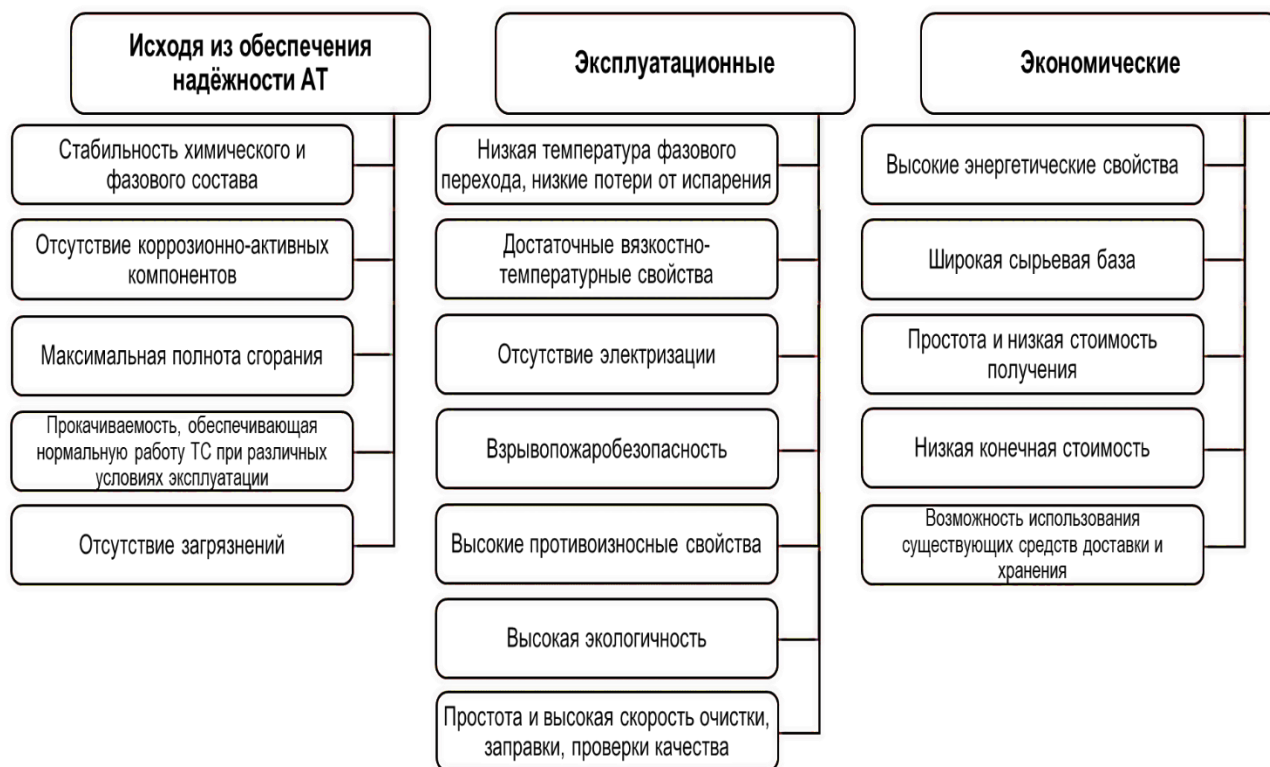 Исходя из обеспечения
надёжности АТ
Стабильность химического и
фазового состава
Отсутствие коррозионно-активных
компонентов
Максимальная полнота сгорания
Прокачиваемость, обеспечивающая
нормальную работу ТС при различных
условиях эксплуатации
Отсутствие загрязнений
Эксплуатационные
Низкая температура фазового
перехода, низкие потери от испарения
Достаточные вязкостно-
температурные свойства
Отсутствие электризации
Взрывопожаробезопасность
Высокие противоизносные свойства
Высокая экологичность
Простота и высокая скорость очистки,
заправки, проверки качества
Экономические
Высокие энергетические свойства
Широкая сырьевая база
Простота и низкая стоимость
получения
Низкая конечная стоимость
Возможность использования
существующих средств доставки и
хранения